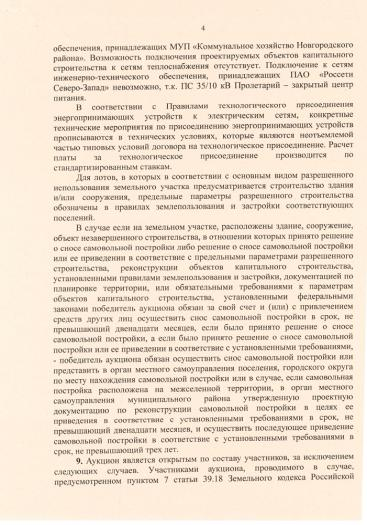 4
обеспечения, принадлежащих МУП «Коммунальное хозяйство Новгородского
района». Возможность подключения проектируемых объектов капитального
строительства к сетям теплоснабжения отсутствует. Подключение к сетям
инженерно-технического обеспечения, принадлежащих ПАО «Россети
Северо-Запад» невозможно, т.к. ПС 35/10 кВ Пролетарий – закрытый центр
питания.
В соответствии с Правилами технологического присоединения
энергопринимающих устройств к электрическим сетям, конкретные
технические мероприятия по присоединению энергопринимающих устройств
прописываются в технических условиях, которые являются неотъемлемой
частью типовых условий договора на технологическое присоединение. Расчет
платы за технологическое присоединение производится по
стандартизированным ставкам.
Для лотов, в которых в соответствии с основным видом разрешенного
использования земельного участка предусматривается строительство здания
и/или сооружения, предельные параметры разрешенного строительства
обозначены в правилах землепользования и застройки соответствующих
поселений.
В случае если на земельном участке, расположены здание, сооружение,
объект незавершенного строительства, в отношении которых принято решение
о сносе самовольной постройки либо решение о сносе самовольной постройки
или ее приведении в соответствие с предельными параметрами разрешенного
строительства, реконструкции объектов капитального строительства,
установленными правилами землепользования и застройки, документацией по
планировке территории, или обязательными требованиями к параметрам
объектов капитального строительства, установленными федеральными
законами победитель аукциона обязан за свой счет и (или) с привлечением
средств других лиц осуществить снос самовольной постройки в срок, не
превышающий двенадцати месяцев, если было принято решение о сносе
самовольной постройки, а если было принято решение о сносе самовольной
постройки или ее приведении в соответствие с установленными требованиями,
- победитель аукциона обязан осуществить снос самовольной постройки или
представить в орган местного самоуправления поселения, городского округа
по месту нахождения самовольной постройки или в случае, если самовольная
постройка расположена на межселенной территории, в орган местного
самоуправления муниципального района утвержденную проектную
документацию по реконструкции самовольной постройки в целях ее
приведения в соответствие с установленными требованиями в срок, не
превышающий двенадцати месяцев, и осуществить последующее приведение
самовольной постройки в соответствие с установленными требованиями в
срок, не превышающий трех лет.
9. Аукцион является открытым по составу участников, за исключением
следующих случаев. Участниками аукциона, проводимого в случае,
предусмотренном пунктом 7 статьи 39.18 Земельного кодекса Российской